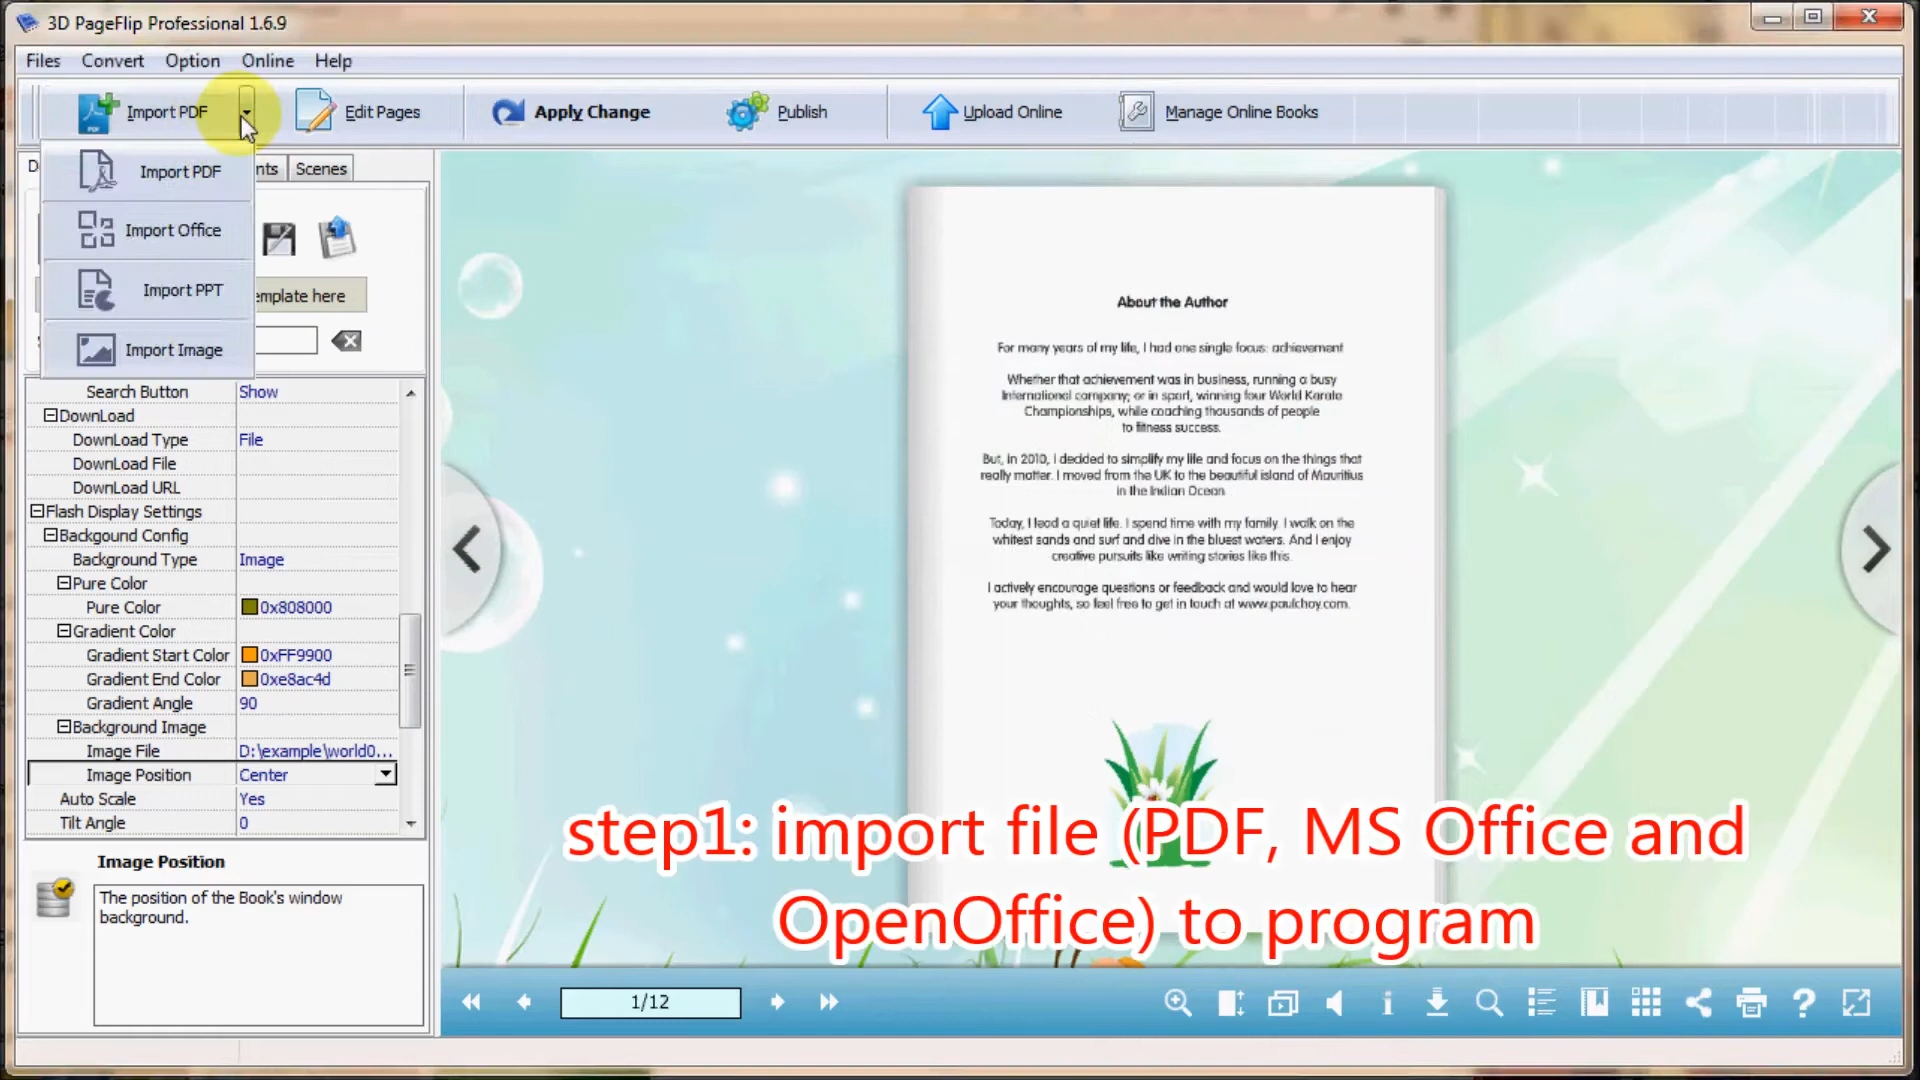 3D PageFlip Professional 1.6.9
Files Convert Option Online Help
Import PDF Edit Pages Apply Change Publish Upload Online Manage Online Books
Import PDF
Import Office
Import PPT
Import Image
Scenes
emplate here
Search Button Show
DownLoad
DownLoad Type File
DownLoad File
DownLoad URL
Flash Display Settings
Backgound Config
Background Type Image
Pure Color
Pure Color 0x808000
Gradient Color
Gradient Start Color 0xFF9900
Gradient End Color 0xe8ac4d
Gradient Angle 90
Background Image
Image File D:\example\world0...
Image Position Center
Auto Scale Yes
Tilt Angle 0
Image Position
The position of the Book's window
background.
About the Author
For many years of my life, I had one single focus: achievement
Whether that achievement was in business, running a busy
International company; or in sport, winning four World Karate
Championships, while coaching thousands of people
to fitness success.
But, in 2010, I decided to simplify my life and focus on the things that
really matter. I moved from the UK to the beautiful island of Mauritius
in the Indian Ocean.
Today, I lead a quiet life. I spend time with my family. I walk on the
whitest sands and surf and dive in the bluest waters. And I enjoy
creative pursuits like writing stories like this.
I actively encourage questions or feedback and would love to hear
your thoughts, so feel free to get in touch at www.paulchoy.com.
step1: import file (PDF, MS Office and
OpenOffice) to program
1/12